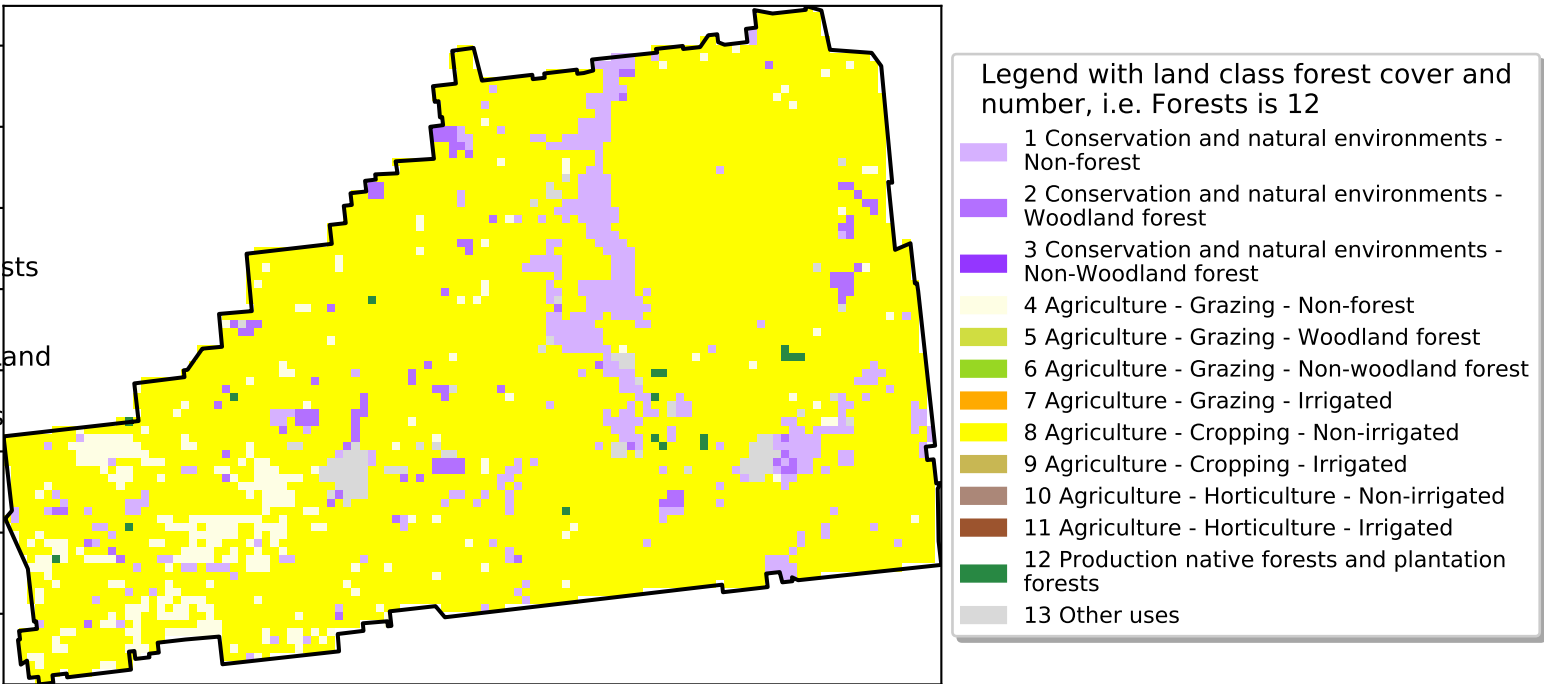 sts
and
Legend with land class forest cover and
number, i.e. Forests is 12
1 Conservation and natural environments -
Non-forest
2 Conservation and natural environments -
Woodland forest
3 Conservation and natural environments -
Non-Woodland forest
4 Agriculture - Grazing - Non-forest
5 Agriculture - Grazing - Woodland forest
6 Agriculture - Grazing - Non-woodland forest
7 Agriculture - Grazing - Irrigated
8 Agriculture - Cropping - Non-irrigated
9 Agriculture - Cropping - Irrigated
10 Agriculture - Horticulture - Non-irrigated
11 Agriculture - Horticulture - Irrigated
12 Production native forests and plantation
forests
13 Other uses